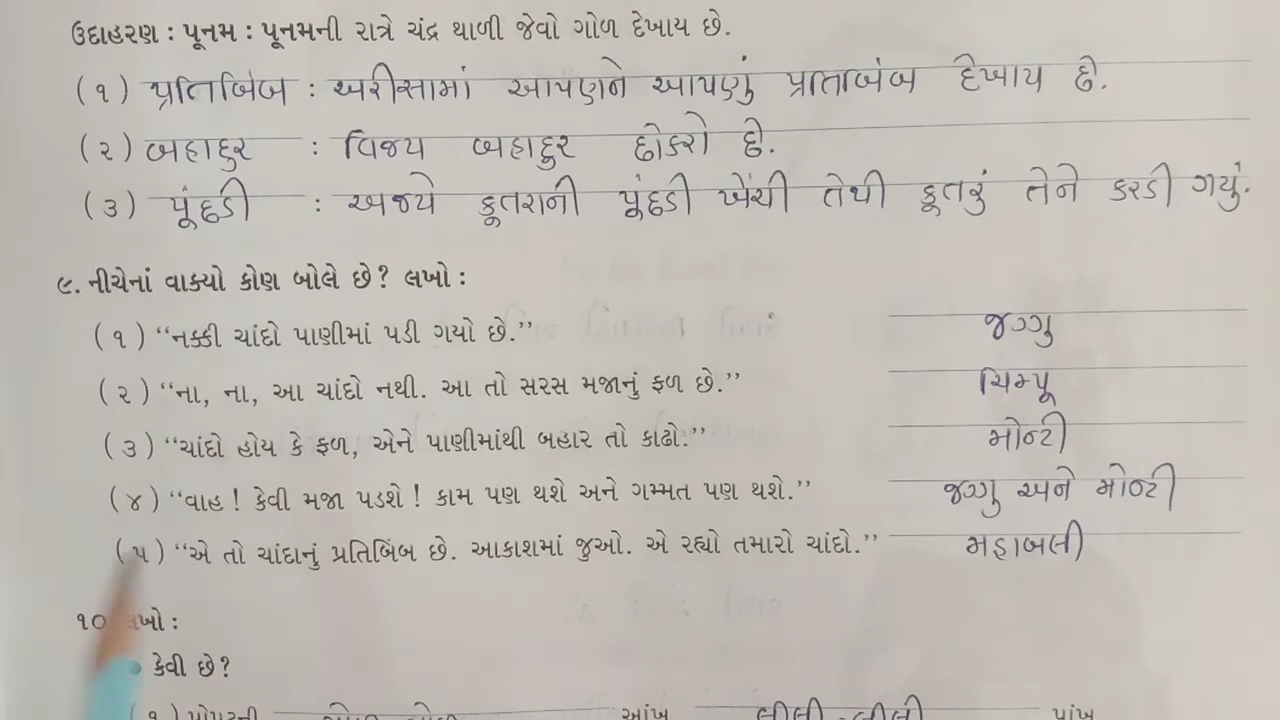 ઉદાહરણ : પૂનમ : પૂનમની રાત્રે ચંદ્ર થાળી જેવો ગોળ દેખાય છે.
(૧) પ્રતિબિંબ : અરીસામાં આપણને આપણું પ્રતિબિંબ દેખાય છે.
(૨) બહાદુર : વિજય બહાદુર છોકરો છે.
(૩) પૂંછડી : અજયે કૂતરાની પૂંછડી ખેંચી તેથી કૂતરું તેને કરડી ગયું.
૯. નીચેનાં વાક્યો કોણ બોલે છે? લખો :
(૧) “નક્કી ચાંદો પાણીમાં પડી ગયો છે.” જગ્ગુ
(૨) “ના, ના, આ ચાંદો નથી. આ તો સરસ મજાનું ફળ છે.” ચિમ્પૂ
(૩) “ચાંદો હોય કે ફળ, એને પાણીમાંથી બહાર તો કાઢો.” મોન્ટી
(૪) “વાહ ! કેવી મજા પડશે ! કામ પણ થશે અને ગમ્મત પણ થશે.” જગ્ગુ અને મોન્ટી
(૫) “એ તો ચાંદાનું પ્રતિબિંબ છે. આકાશમાં જુઓ. એ રહ્યો તમારો ચાંદો.” મહાબલી
૧૦ લખો :
કેવી છે?
(૧) પોપટની આંખ લીલી-લીલી પાંખ